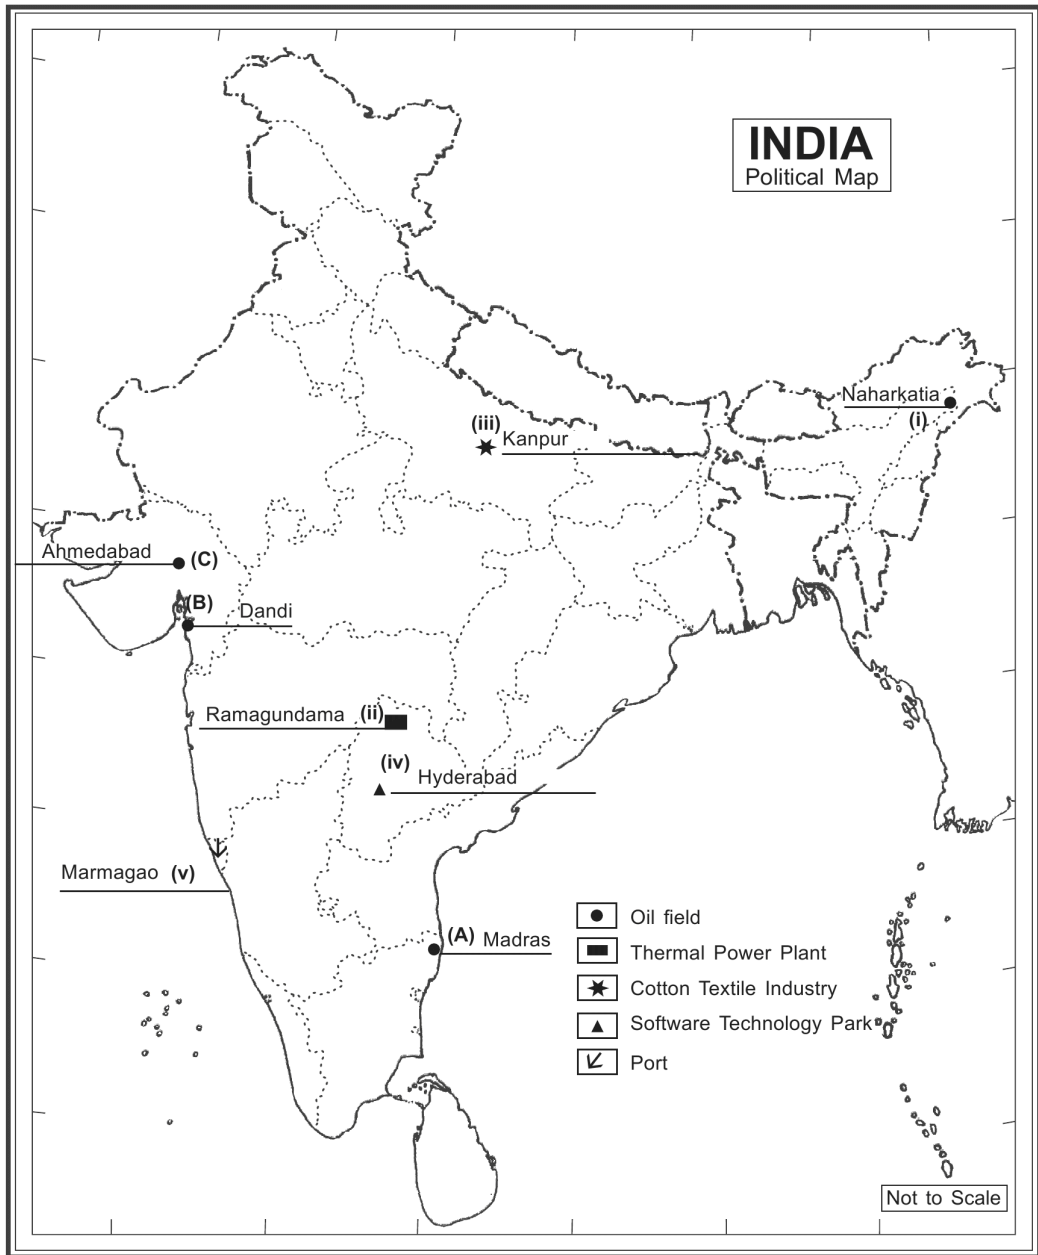 INDIA
Political Map
Naharkatia
(i)
(iii)
Kanpur
Ahmedabad
(C)
(B)
Dandi
Ramagundama (ii)
(iv)
Hyderabad
Marmagao (v)
(A) Madras
Oil field
Thermal Power Plant
Cotton Textile Industry
Software Technology Park
Port
Not to Scale